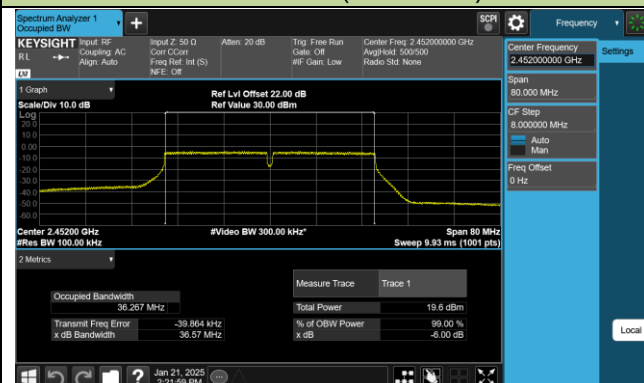 Spectrum Analyzer 1
Occupied BW
SCPI
Frequency
KEYSIGHT
Input: RF
Coupling: AC
Align: Auto
Input Z: 50 Ω
Corr CCorr
Freq Ref: Int (S)
NFE: Off
Atten: 20 dB
Trig: Free Run
Gate: Off
#IF Gain: Low
Center Freq: 2.452000000 GHz
Avg|Hold: 500/500
Radio Std: None
RL
LXI
Center Frequency
2.452000000 GHz
Settings
Span
80.000 MHz
CF Step
8.000000 MHz
Auto
Man
Freq Offset
0 Hz
1 Graph
Scale/Div 10.0 dB
Ref Lvl Offset 22.00 dB
Ref Value 30.00 dBm
Log
20.0
10.0
0.00
-10.0
-20.0
-30.0
-40.0
-50.0
-60.0
Center 2.45200 GHz
#Video BW 300.00 kHz*
Span 80 MHz
#Res BW 100.00 kHz
Sweep 9.93 ms (1001 pts)
2 Metrics
Measure Trace
Trace 1
Occupied Bandwidth
36.267 MHz
Total Power
19.6 dBm
Transmit Freq Error
-39.864 kHz
% of OBW Power
99.00 %
x dB Bandwidth
36.57 MHz
x dB
-6.00 dB
Local
Jan 21, 2025
2:21:59 PM